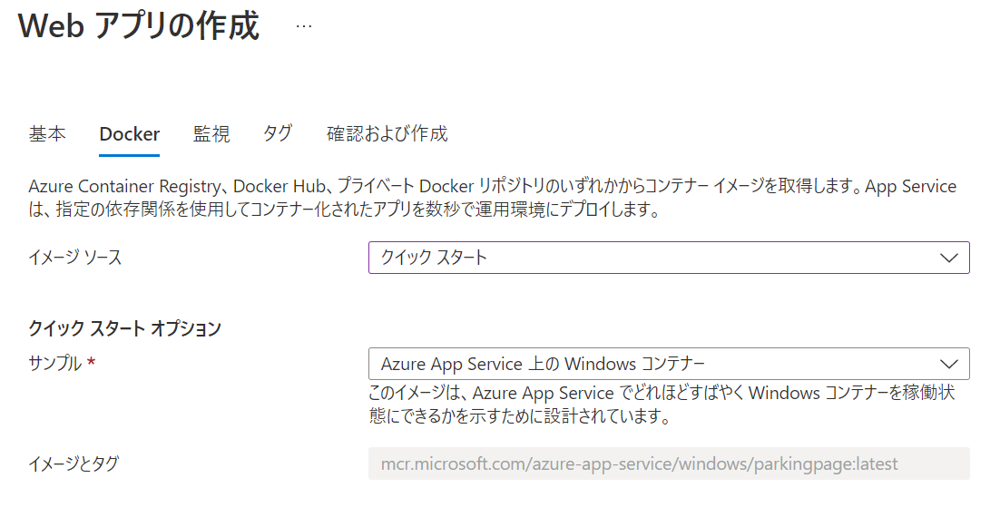 Web アプリの作成 …
基本 Docker 監視 タグ 確認および作成
Azure Container Registry、Docker Hub、プライベート Docker リポジトリのいずれかからコンテナー イメージを取得します。App Service
は、指定の依存関係を使用してコンテナー化されたアプリを数秒で運用環境にデプロイします。
イメージ ソース クイック スタート
クイック スタート オプション
サンプル * Azure App Service 上の Windows コンテナー
このイメージは、Azure App Service でどれほどすばやく Windows コンテナーを稼働状
態にできるかを示すために設計されています。
イメージとタグ mcr.microsoft.com/azure-app-service/windows/parkingpage:latest